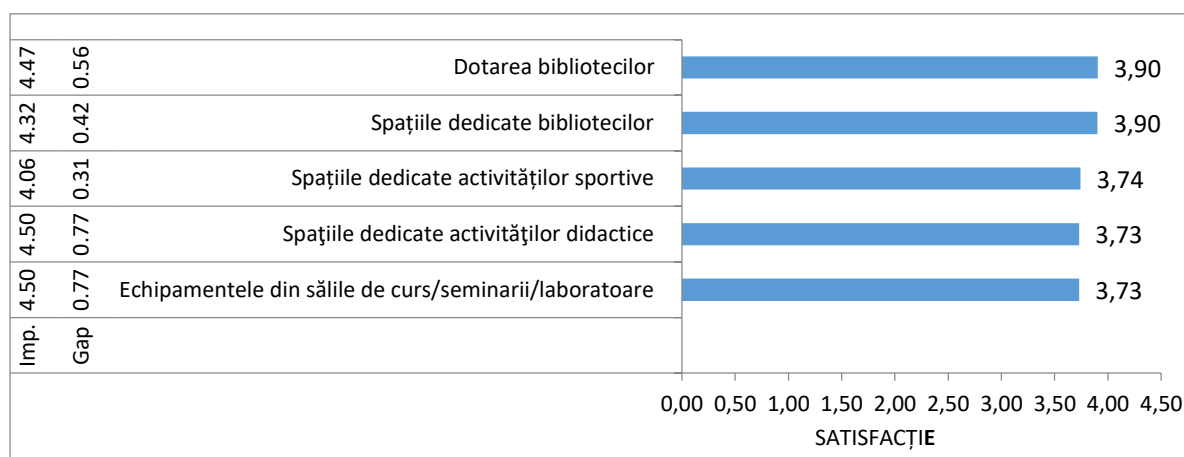 4.47 0.56 Dotarea bibliotecilor 3,90
4.32 0.42 Spațiile dedicate bibliotecilor 3,90
4.06 0.31 Spațiile dedicate activităților sportive 3,74
4.50 0.77 Spaţiile dedicate activităţilor didactice 3,73
4.50 0.77 Echipamentele din sălile de curs/seminarii/laboratoare 3,73
Imp. Gap
0,00 0,50 1,00 1,50 2,00 2,50 3,00 3,50 4,00 4,50
SATISFACȚIE